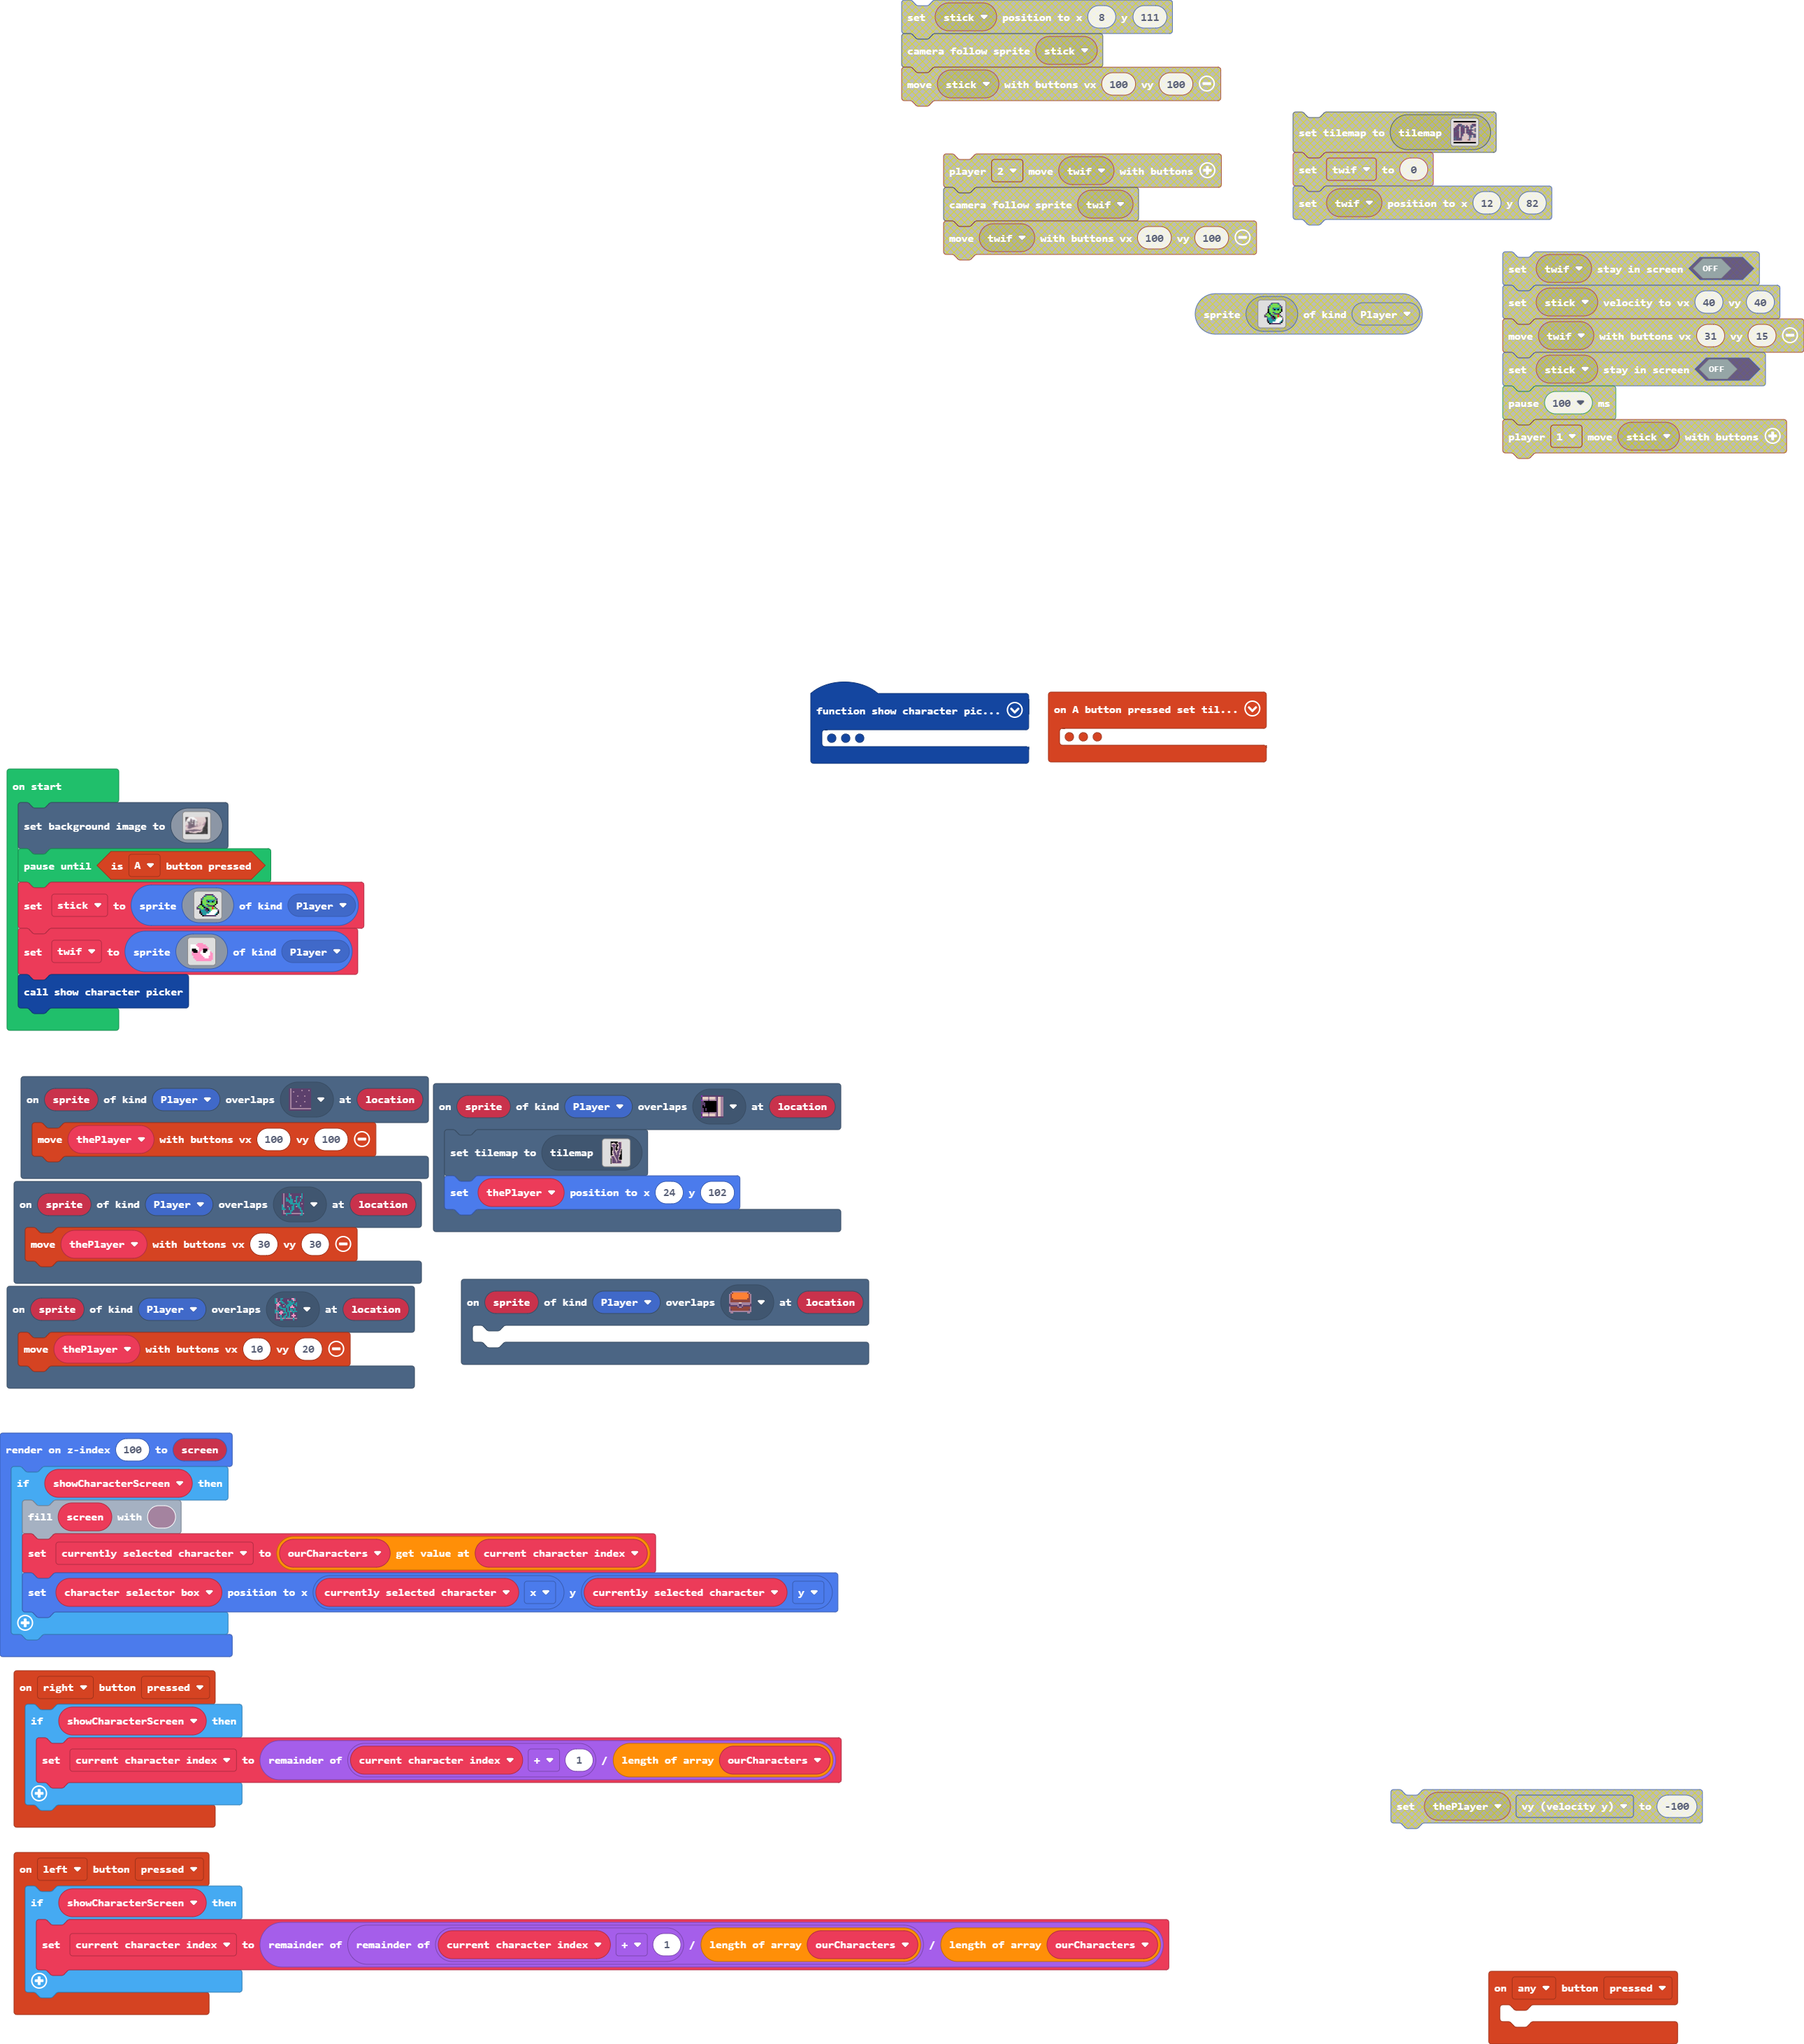 set stick position to x 8 y 111
camera follow sprite stick
move stick with buttons vx 100 vy 100
set tilemap to tilemap
set twif to 0
set twif position to x 12 y 82
player 2 move twif with buttons
camera follow sprite twif
move twif with buttons vx 100 vy 100
set twif stay in screen OFF
set stick velocity to vx 40 vy 40
move twif with buttons vx 31 vy 15
set stick stay in screen OFF
pause 100 ms
player 1 move stick with buttons
sprite of kind Player
function show character pic...
on A button pressed set til...
on start
set background image to
pause until is A button pressed
set stick to sprite of kind Player
set twif to sprite of kind Player
call show character picker
on sprite of kind Player overlaps at location
move thePlayer with buttons vx 100 vy 100
on sprite of kind Player overlaps at location
set tilemap to tilemap
set thePlayer position to x 24 y 102
on sprite of kind Player overlaps at location
move thePlayer with buttons vx 30 vy 30
on sprite of kind Player overlaps at location
move thePlayer with buttons vx 10 vy 20
on sprite of kind Player overlaps at location
render on z-index 100 to screen
if showCharacterScreen then
fill screen with
set currently selected character to ourCharacters get value at current character index
set character selector box position to x currently selected character x y currently selected character y
on right button pressed
if showCharacterScreen then
set current character index to remainder of current character index + 1 / length of array ourCharacters
set thePlayer vy (velocity y) to -100
on left button pressed
if showCharacterScreen then
set current character index to remainder of remainder of current character index + 1 / length of array ourCharacters / length of array ourCharacters
on any button pressed